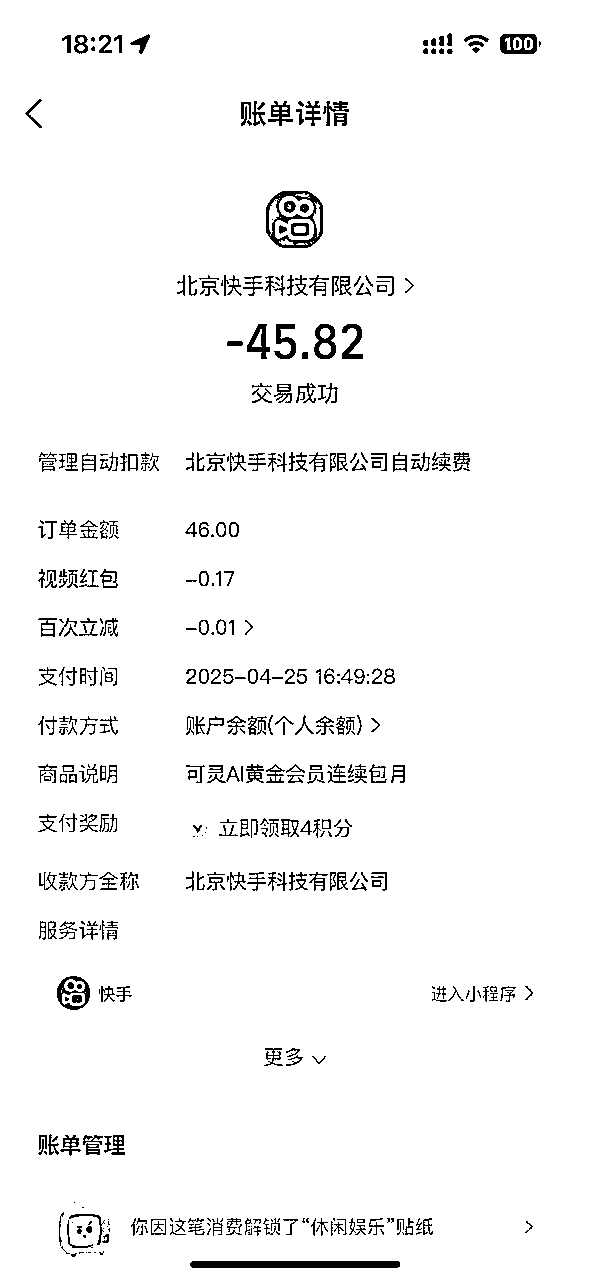 18:21
100
账单详情
北京快手科技有限公司
-45.82
交易成功
管理自动扣款 北京快手科技有限公司自动续费
订单金额 46.00
视频红包 -0.17
百次立减 -0.01
支付时间 2025-04-25 16:49:28
付款方式 账户余额(个人余额)
商品说明 可灵AI黄金会员连续包月
支付奖励 立即领取4积分
收款方全称 北京快手科技有限公司
服务详情
快手 进入小程序
更多
账单管理
你因这笔消费解锁了“休闲娱乐”贴纸